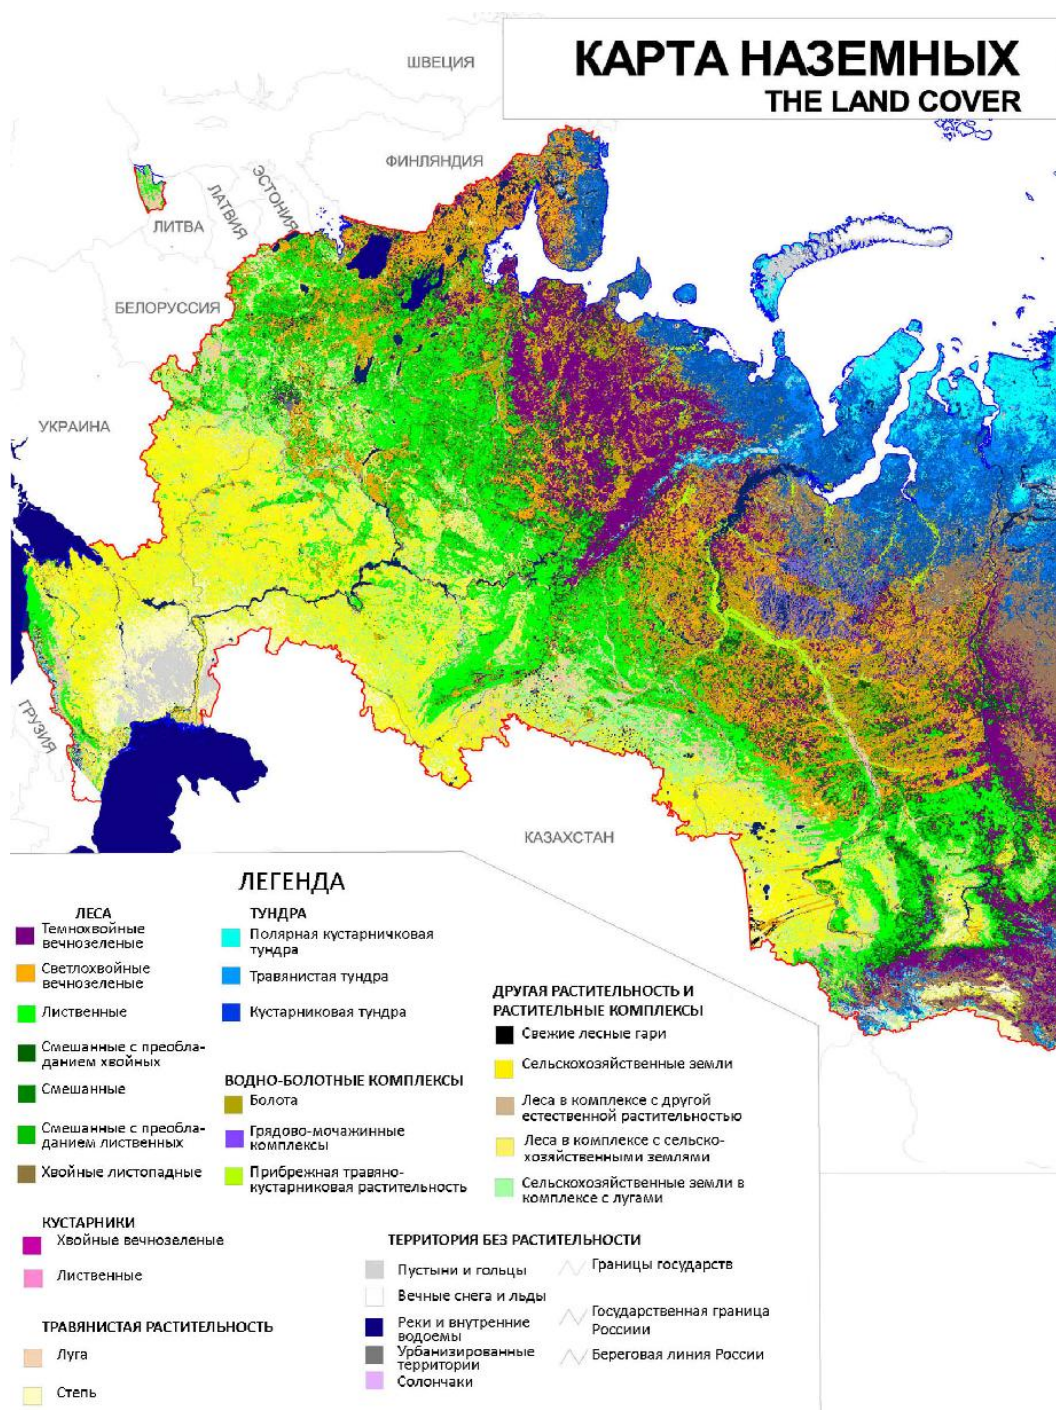 КАРТА НАЗЕМНЫХ
THE LAND COVER
ШВЕЦИЯ
ФИНЛЯНДИЯ
ЭСТОНИЯ
ЛАТВИЯ
ЛИТВА
БЕЛОРУССИЯ
УКРАИНА
ГРУЗИЯ
КАЗАХСТАН
ЛЕГЕНДА
ЛЕСА
Темнохвойные
вечнозеленые
Светлохвойные
вечнозеленые
Лиственные
Смешанные с преобла-
данием хвойных
Смешанные
Смешанные с преобла-
данием лиственных
Хвойные листопадные
КУСТАРНИКИ
Хвойные вечнозеленые
Лиственные
ТРАВЯНИСТАЯ РАСТИТЕЛЬНОСТЬ
Луга
Степь
ТУНДРА
Полярная кустарничковая
тундра
Травянистая тундра
Кустарниковая тундра
ВОДНО-БОЛОТНЫЕ КОМПЛЕКСЫ
Болота
Грядово-мочажинные
комплексы
Прибрежная травяно-
кустарниковая растительность
ДРУГАЯ РАСТИТЕЛЬНОСТЬ И
РАСТИТЕЛЬНЫЕ КОМПЛЕКСЫ
Свежие лесные гари
Сельскохозяйственные земли
Леса в комплексе с другой
естественной растительностью
Леса в комплексе с сельско-
хозяйственными землями
Сельскохозяйственные земли в
комплексе с лугами
ТЕРРИТОРИЯ БЕЗ РАСТИТЕЛЬНОСТИ
Пустыни и гольцы
Вечные снега и льды
Реки и внутренние
водоемы
Урбанизированные
территории
Солончаки
Границы государств
Государственная граница
Россиии
Береговая линия России